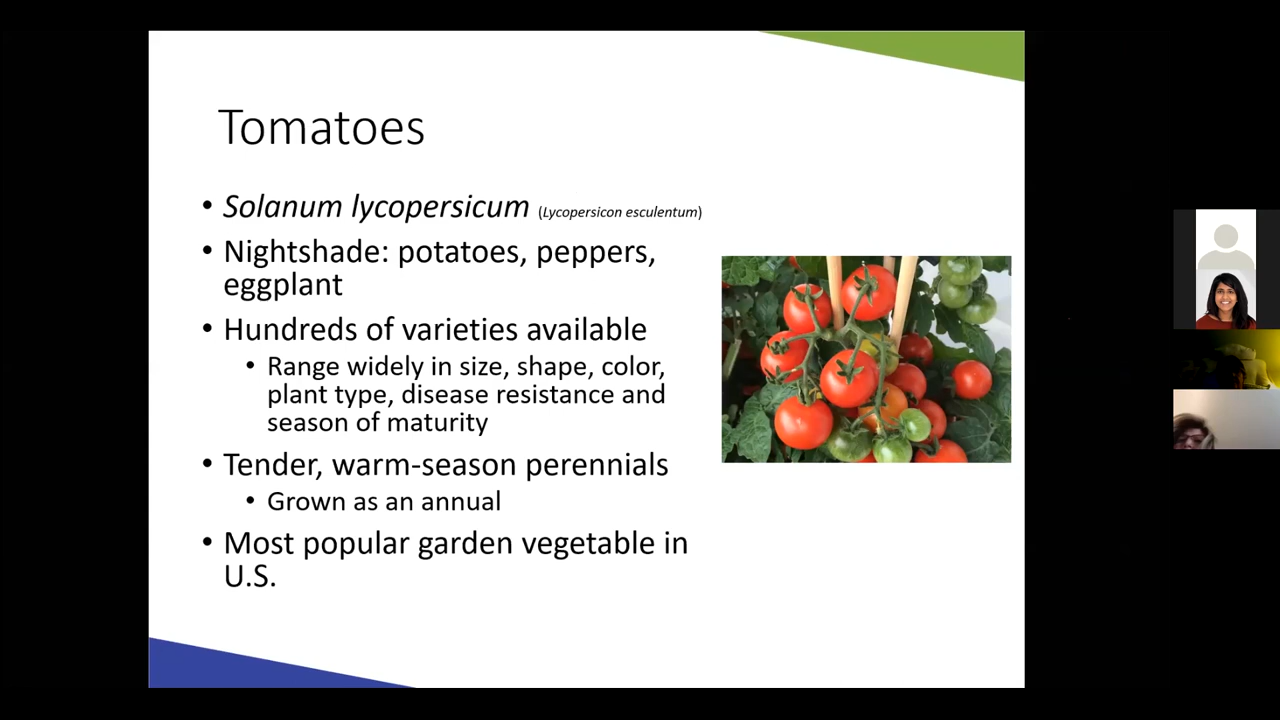 Tomatoes
• Solanum lycopersicum (Lycopersicon esculentum)
• Nightshade: potatoes, peppers,
eggplant
• Hundreds of varieties available
• Range widely in size, shape, color,
plant type, disease resistance and
season of maturity
• Tender, warm-season perennials
• Grown as an annual
• Most popular garden vegetable in
U.S.